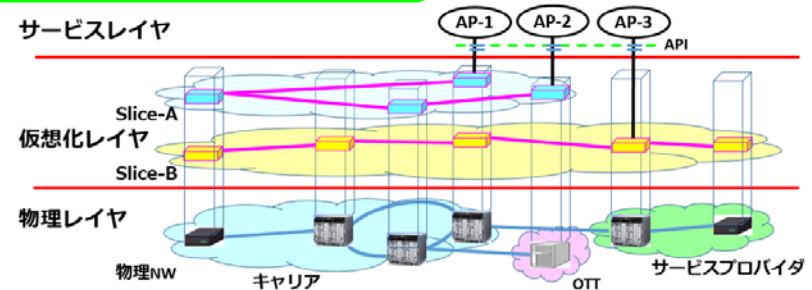 サービスレイヤ
AP-1 AP-2 AP-3
API
Slice-A
仮想化レイヤ
Slice-B
物理レイヤ
物理NW
キャリア
OTT
サービスプロバイダ